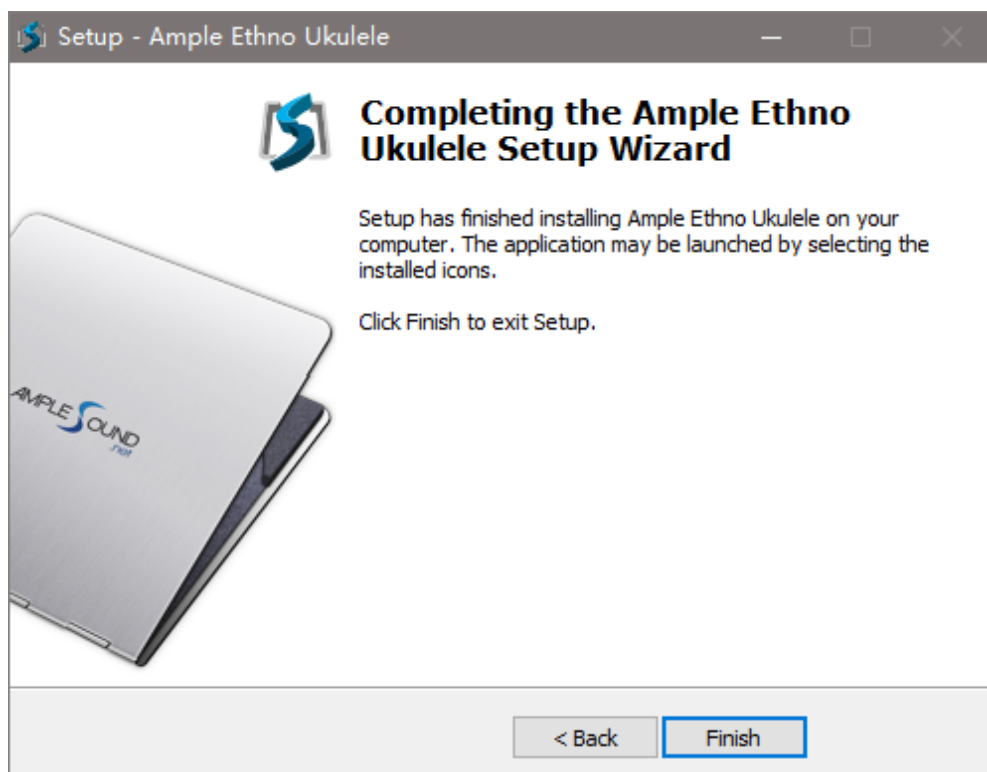 Setup - Ample Ethno Ukulele
Completing the Ample Ethno
Ukulele Setup Wizard
Setup has finished installing Ample Ethno Ukulele on your
computer. The application may be launched by selecting the
installed icons.
Click Finish to exit Setup.
AMPLE SOUND
.net
< Back
Finish